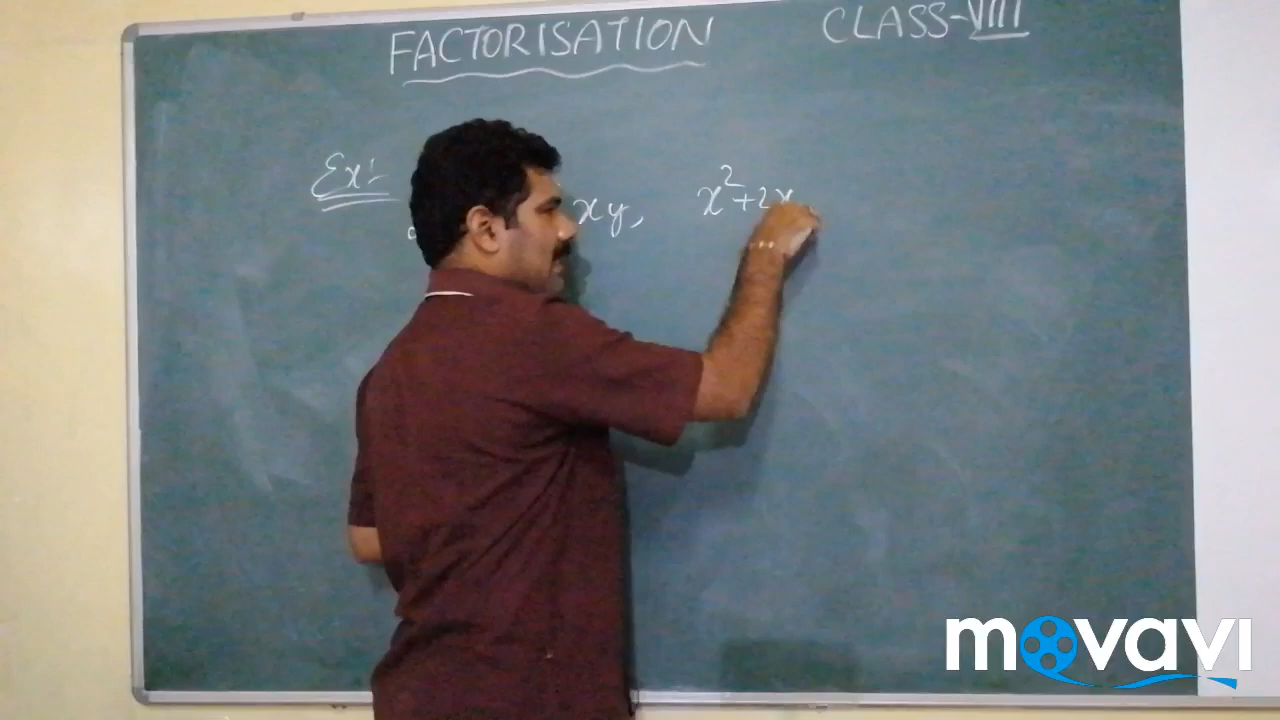 FACTORISATION CLASS-VIII
Ex:- xy, x²+2x
movavi